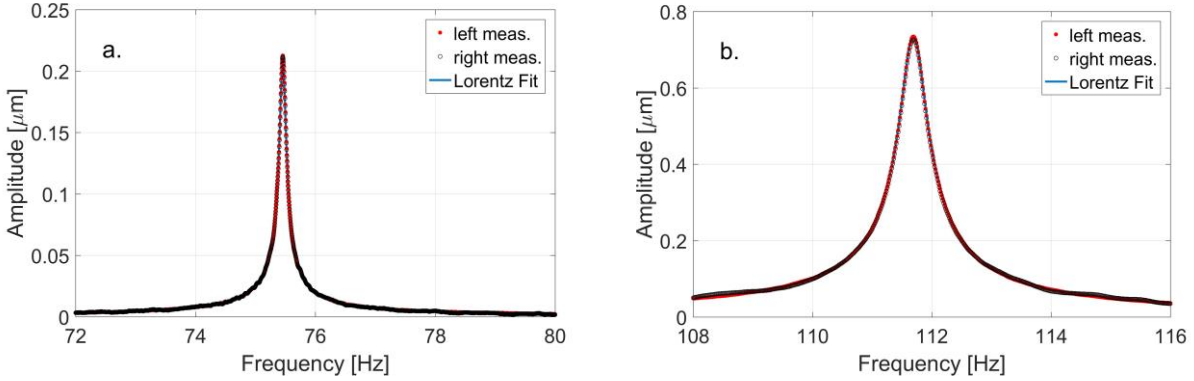 a.
left meas.
right meas.
Lorentz Fit
Amplitude [μm]
0.25
0.2
0.15
0.1
0.05
0
72 74 76 78 80
Frequency [Hz]
b.
left meas.
right meas.
Lorentz Fit
Amplitude [μm]
0.8
0.6
0.4
0.2
0
108 110 112 114 116
Frequency [Hz]